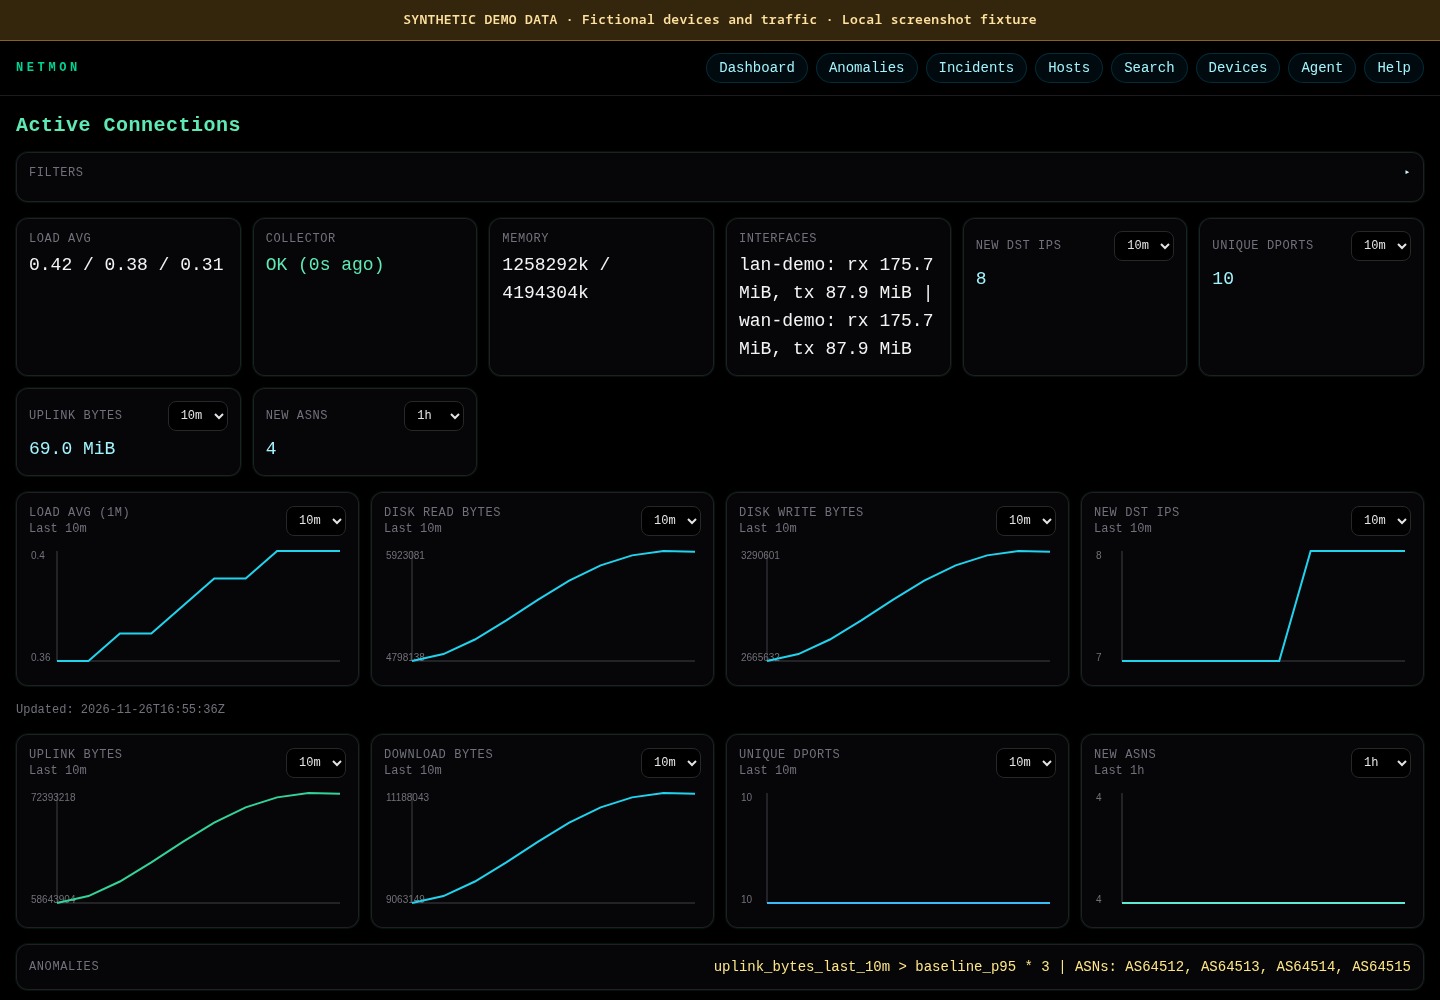 SYNTHETIC DEMO DATA · Fictional devices and traffic · Local screenshot fixture
NETMON
Dashboard
Anomalies
Incidents
Hosts
Search
Devices
Agent
Help
Active Connections
FILTERS
LOAD AVG
0.42 / 0.38 / 0.31
COLLECTOR
OK (0s ago)
MEMORY
1258292k /
4194304k
INTERFACES
lan-demo: rx 175.7
MiB, tx 87.9 MiB |
wan-demo: rx 175.7
MiB, tx 87.9 MiB
NEW DST IPS
10m
8
UNIQUE DPORTS
10m
10
UPLINK BYTES
10m
69.0 MiB
NEW ASNS
1h
4
LOAD AVG (1M)
Last 10m
10m
0.4
0.36
DISK READ BYTES
Last 10m
10m
5923081
4798138
DISK WRITE BYTES
Last 10m
10m
3290601
2665632
NEW DST IPS
Last 10m
10m
8
7
Updated: 2026-11-26T16:55:36Z
UPLINK BYTES
Last 10m
10m
72393218
58643904
DOWNLOAD BYTES
Last 10m
10m
11188043
9063149
UNIQUE DPORTS
Last 10m
10m
10
10
NEW ASNS
Last 1h
1h
4
4
ANOMALIES
uplink_bytes_last_10m > baseline_p95 * 3 | ASNs: AS64512, AS64513, AS64514, AS64515